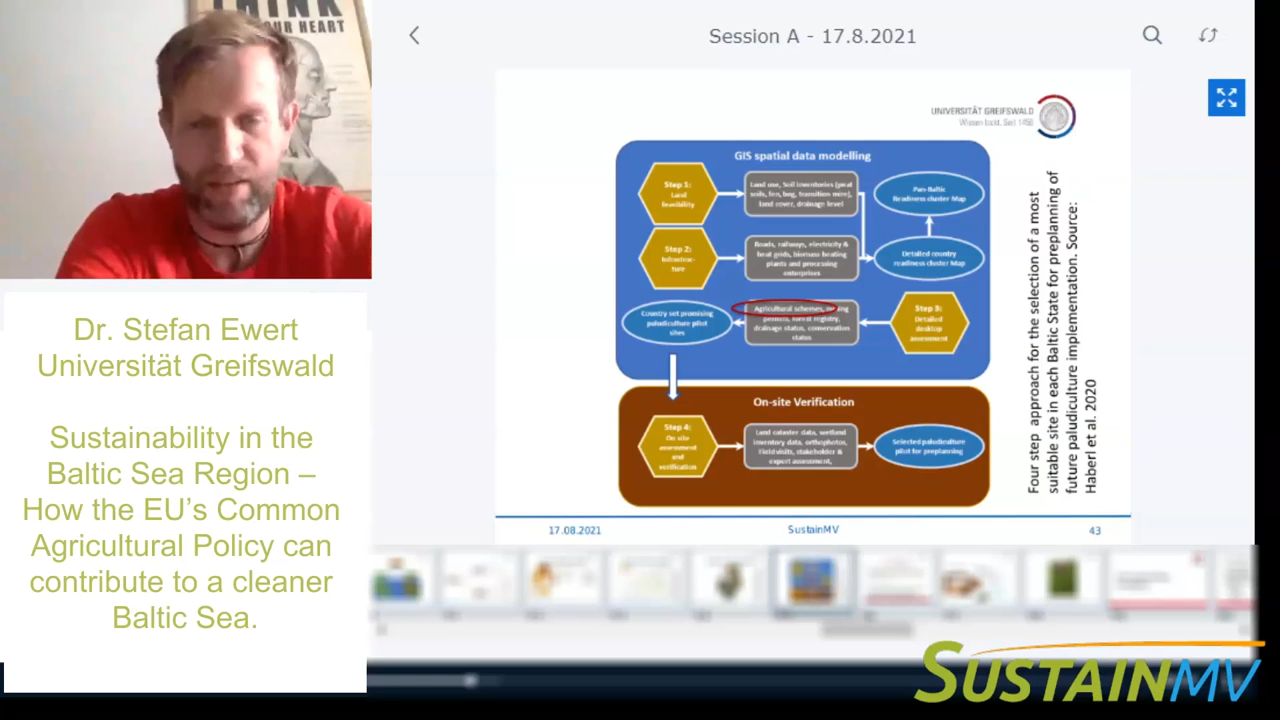 THINK
YOUR HEART
Session A - 17.8.2021
UNIVERSITÄT GREIFSWALD
Wissen lockt. Seit 1456
GIS spatial data modelling
Step 1:
Land
feasibility
Land use, Soil inventories (peat
soils, fen, bog, transition mire),
land cover, drainage level
Pan-Baltic
Readiness cluster Map
Step 2:
Infrastruc-
ture
Roads, railways, electricity &
heat grids, biomass heating
plants and processing
enterprises
Detailed country
readiness cluster Map
Country set promising
paludiculture pilot
sites
Agricultural schemes,
permits, forest registry,
drainage status, conservation
status
Step 3:
Detailed
desktop
assessment
On-site Verification
Step 4:
On site
assessment
and
verification
Land cataster data, wetland
inventory data, orthophotos,
Field visits, stakeholder &
expert assessment,
Selected paludiculture
pilot for preplanning
Four step approach for the selection of a most
suitable site in each Baltic State for preplanning of
future paludiculture implementation. Source:
Haberl et al. 2020
17.08.2021
SustainMV
43
Dr. Stefan Ewert
Universität Greifswald
Sustainability in the
Baltic Sea Region –
How the EU's Common
Agricultural Policy can
contribute to a cleaner
Baltic Sea.
SUSTAINMV